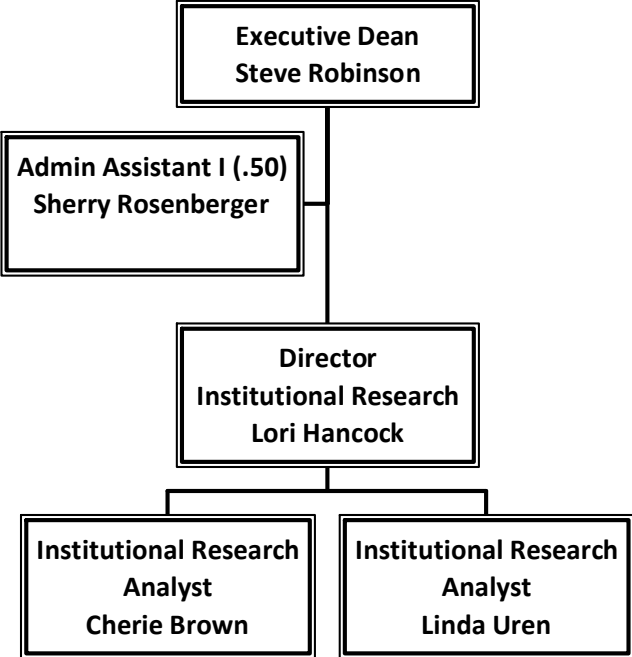 Executive Dean
Steve Robinson
Admin Assistant I (.50)
Sherry Rosenberger
Director
Institutional Research
Lori Hancock
Institutional Research
Analyst
Cherie Brown
Institutional Research
Analyst
Linda Uren